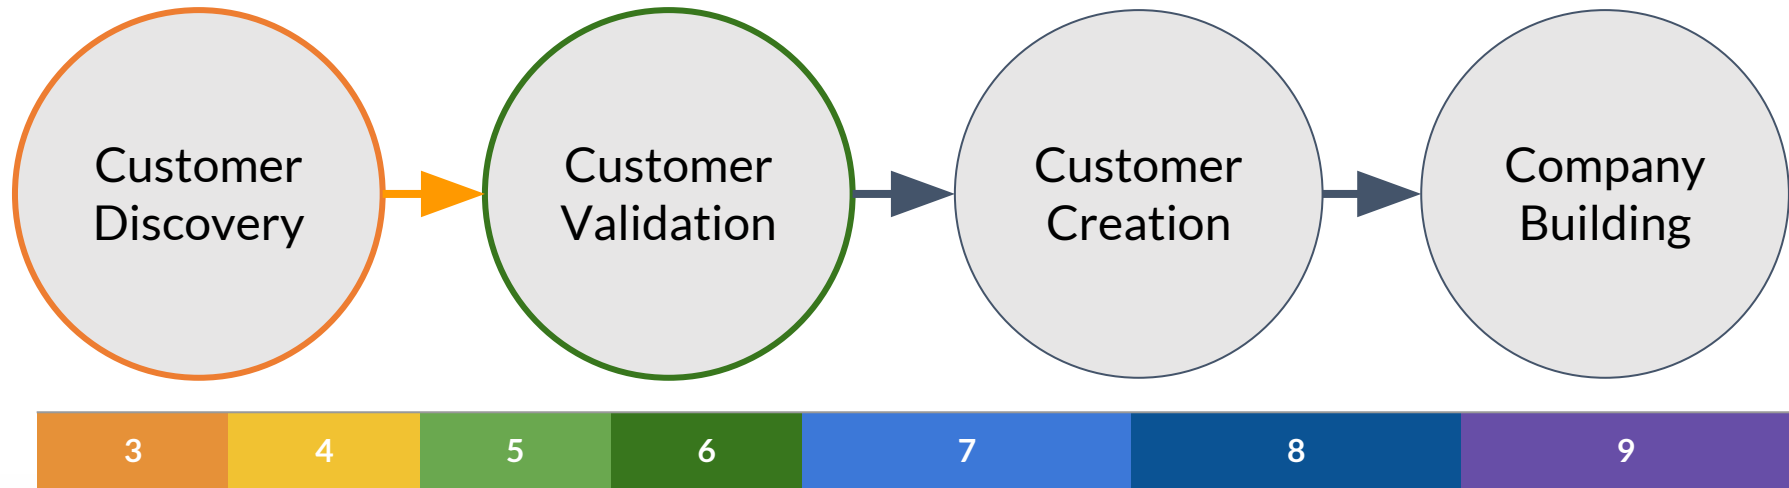 Customer
Discovery
Customer
Validation
Customer
Creation
Company
Building
3 4 5 6 7 8 9